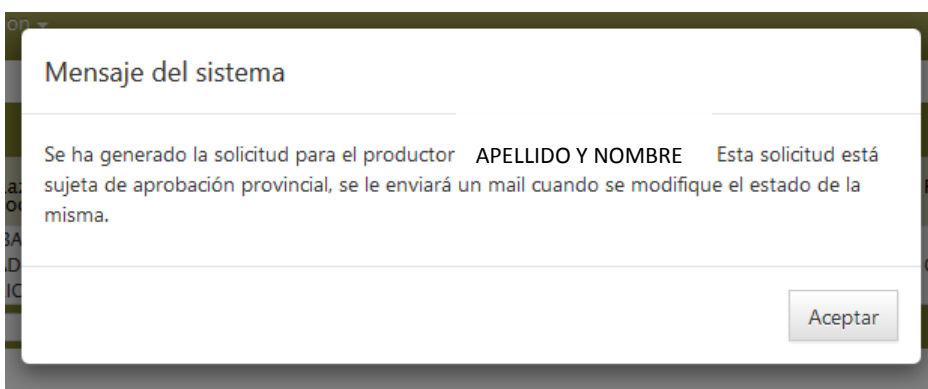 on
Mensaje del sistema
Se ha generado la solicitud para el productor APELLIDO Y NOMBRE Esta solicitud está
sujeta de aprobación provincial, se le enviará un mail cuando se modifique el estado de la
misma.
Aceptar